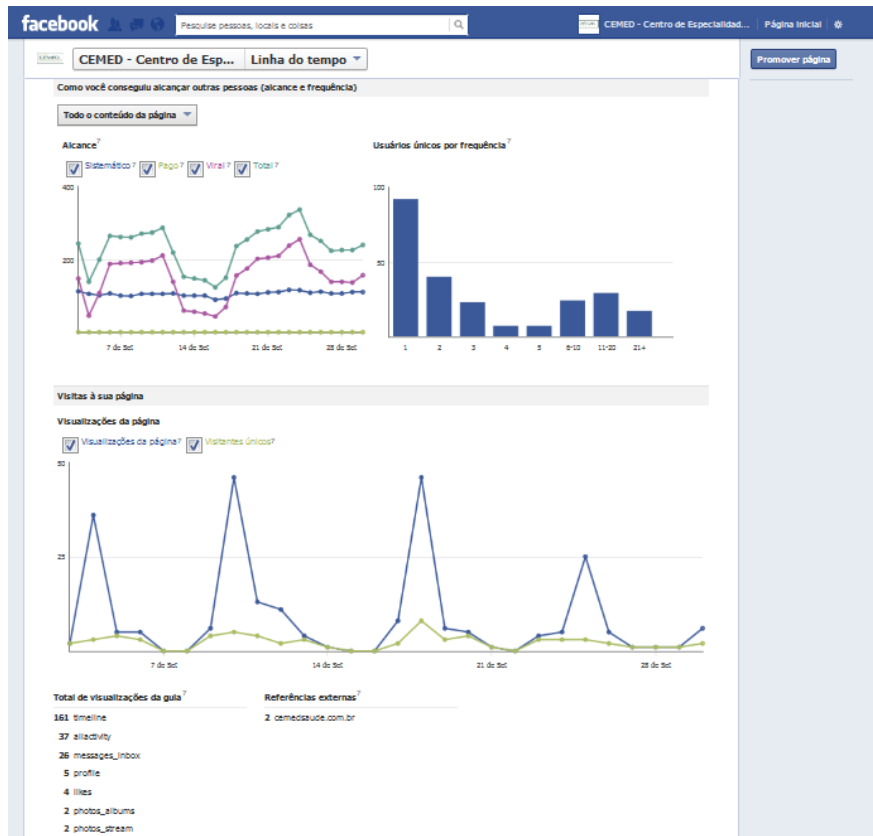 facebook
Pesquise pessoas, locais e coisas
CEMED - Centro de Especialidad...
Página inicial
CEMED - Centro de Esp...
Linha do tempo
Promover página
Como você conseguiu alcançar outras pessoas (alcance e frequência)
Todo o conteúdo da página
Alcance?
Usuários únicos por frequência?
Sistemático? Pago? Viral? Total?
400
200
7 de Set 14 de Set 21 de Set 28 de Set
100
50
1 2 3 4 5 6-10 11-20 21+
Visitas à sua página
Visualizações da página
Visualizações da página? Visitantes únicos?
50
25
7 de Set 14 de Set 21 de Set 28 de Set
Total de visualizações da guia?
Referências externas?
161 timeline
2 cemedsaude.com.br
37 allactivity
26 messages_inbox
5 profile
4 likes
2 photos_albums
2 photos_stream